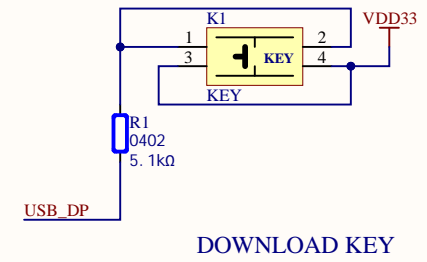 K1
VDD33
1
2
3
KEY
4
KEY
R1
0402
5.1kΩ
USB_DP
DOWNLOAD KEY